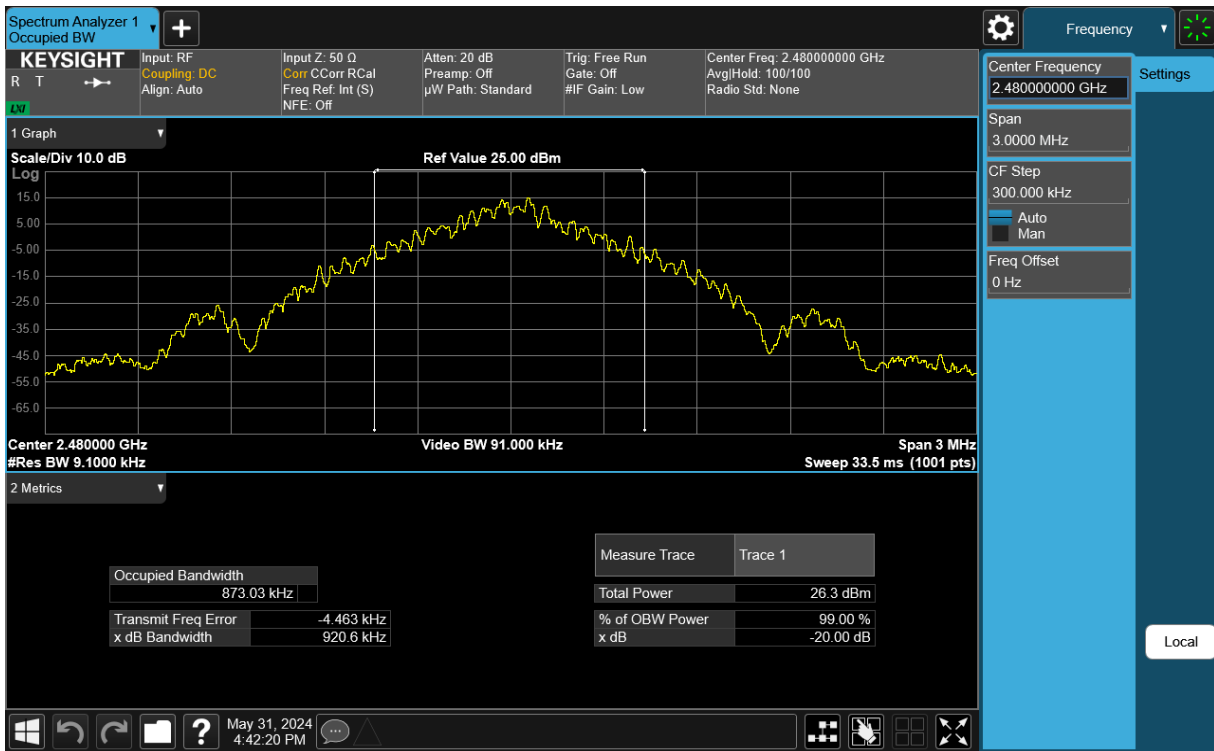 Spectrum Analyzer 1
Occupied BW
Frequency
KEYSIGHT
R T
LXI
Input: RF
Coupling: DC
Align: Auto
Input Z: 50 Ω
Corr CCorr RCal
Freq Ref: Int (S)
NFE: Off
Atten: 20 dB
Preamp: Off
µW Path: Standard
Trig: Free Run
Gate: Off
#IF Gain: Low
Center Freq: 2.480000000 GHz
Avg|Hold: 100/100
Radio Std: None
Center Frequency
2.480000000 GHz
Settings
Span
3.0000 MHz
CF Step
300.000 kHz
Auto
Man
Freq Offset
0 Hz
Local
1 Graph
Scale/Div 10.0 dB
Ref Value 25.00 dBm
Log
15.0
5.00
-5.00
-15.0
-25.0
-35.0
-45.0
-55.0
-65.0
Center 2.480000 GHz
Video BW 91.000 kHz
Span 3 MHz
#Res BW 9.1000 kHz
Sweep 33.5 ms (1001 pts)
2 Metrics
Occupied Bandwidth
873.03 kHz
Transmit Freq Error -4.463 kHz
x dB Bandwidth 920.6 kHz
Measure Trace Trace 1
Total Power 26.3 dBm
% of OBW Power 99.00 %
x dB -20.00 dB
May 31, 2024
4:42:20 PM